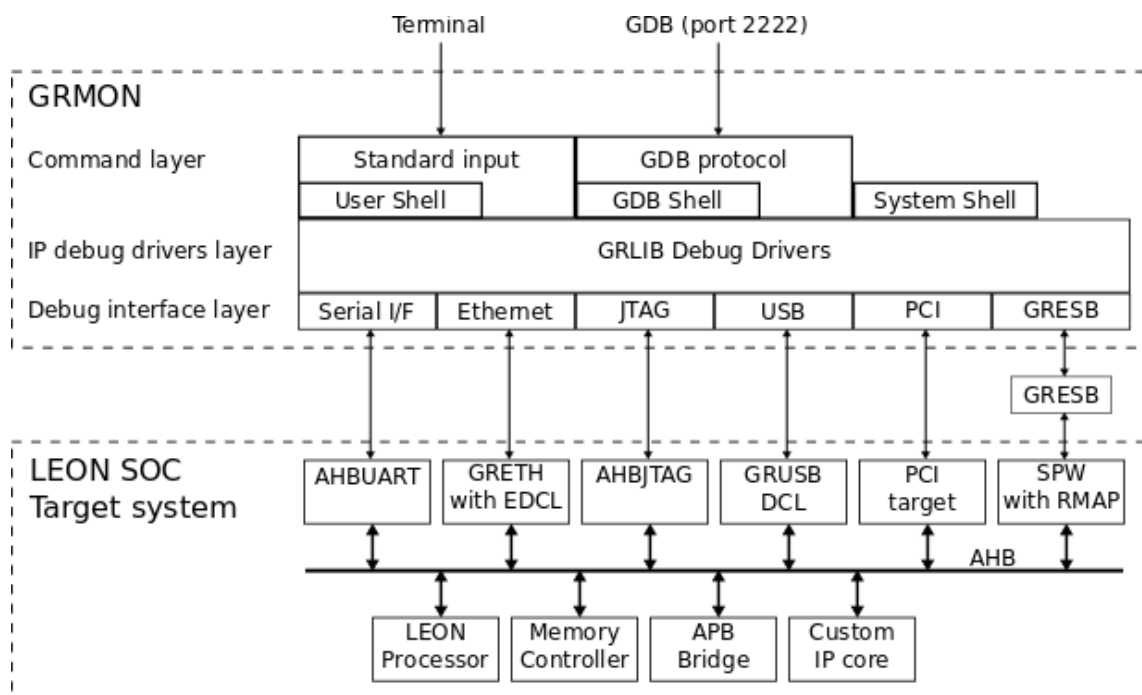 Terminal
GDB (port 2222)
GRMON
Command layer
Standard input
GDB protocol
User Shell
GDB Shell
System Shell
IP debug drivers layer
GRLIB Debug Drivers
Debug interface layer
Serial I/F
Ethernet
JTAG
USB
PCI
GRESB
GRESB
LEON SOC
Target system
AHBUART
GRETH
with EDCL
AHBJTAG
GRUSB
DCL
PCI
target
SPW
with RMAP
AHB
LEON
Processor
Memory
Controller
APB
Bridge
Custom
IP core